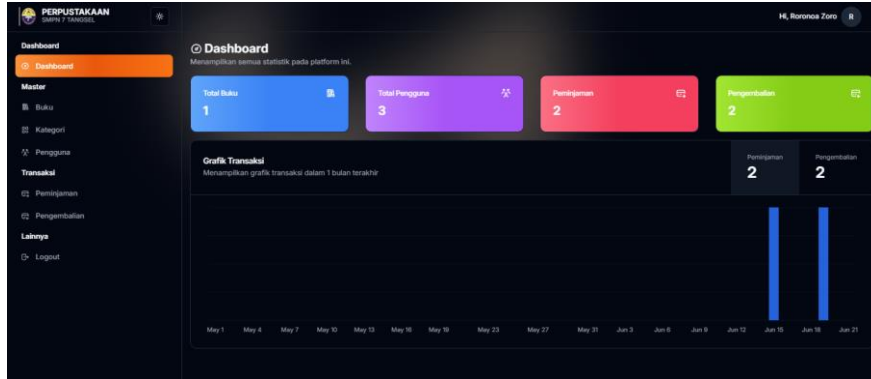 PERPUSTAKAAN
SMPN 7 TANGSEL
Hi, Roronoa Zoro
R
Dashboard
Dashboard
Master
Buku
Kategori
Pengguna
Transaksi
Peminjaman
Pengembalian
Lainnya
Logout
Dashboard
Menampilkan semua statistik pada platform ini.
Total Buku
1
Total Pengguna
3
Peminjaman
2
Pengembalian
2
Grafik Transaksi
Menampilkan grafik transaksi dalam 1 bulan terakhir
Peminjaman
2
Pengembalian
2
May 1 May 4 May 7 May 10 May 13 May 16 May 19 May 23 May 27 May 31 Jun 3 Jun 6 Jun 9 Jun 12 Jun 15 Jun 18 Jun 21